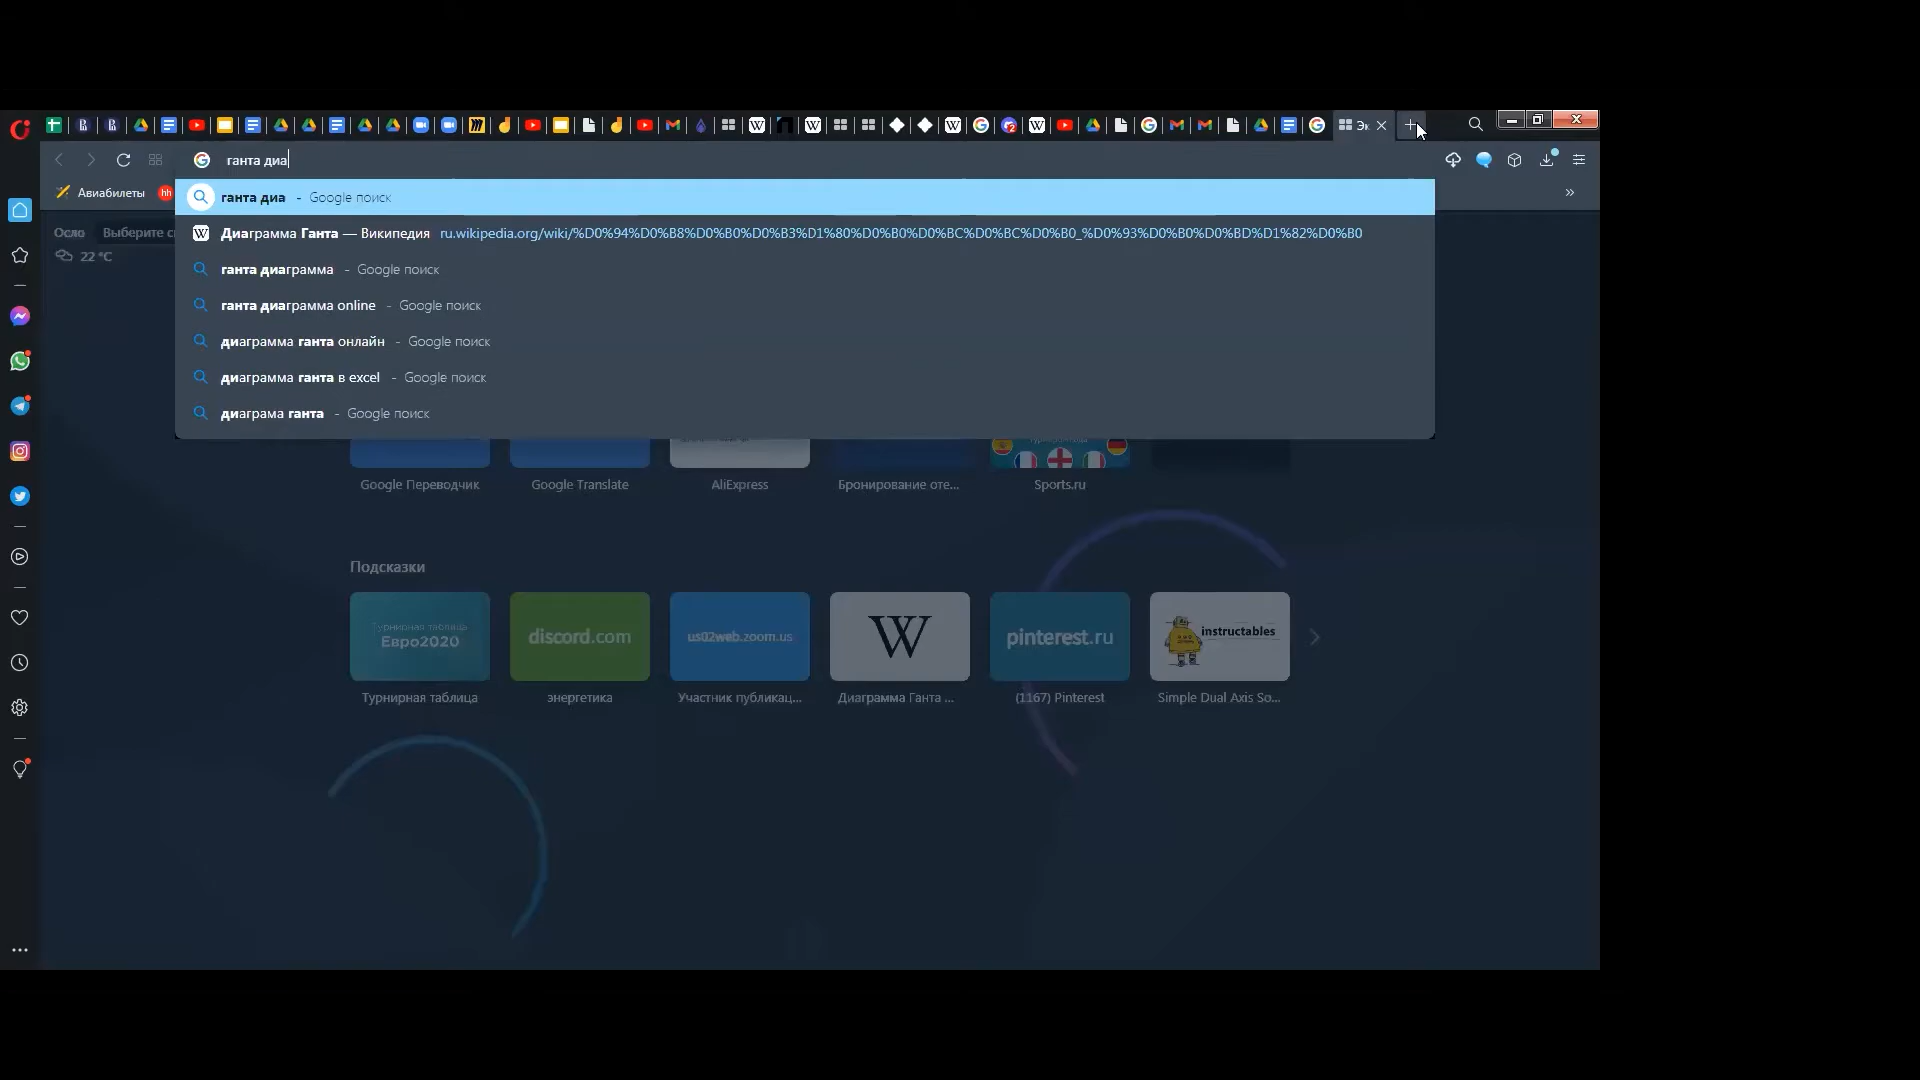 Эк
ганта диа
Авиабилеты
hh
ганта диа - Google поиск
Диаграмма Ганта — Википедия ru.wikipedia.org/wiki/%D0%94%D0%B8%D0%B0%D0%B3%D1%80%D0%B0%D0%BC%D0%BC%D0%B0_%D0%93%D0%B0%D0%BD%D1%82%D0%B0
Осло Выберите сп
22 °C
ганта диаграмма - Google поиск
ганта диаграмма online - Google поиск
диаграмма ганта онлайн - Google поиск
диаграмма ганта в excel - Google поиск
диаграма ганта - Google поиск
Google Переводчик Google Translate AliExpress Бронирование оте... Sports.ru
Подсказки
Турнирная таблица
Евро2020
discord.com
us02web.zoom.us
W
pinterest.ru
instructables
Турнирная таблица энергетика Участник публикац... Диаграмма Ганта ... (1167) Pinterest Simple Dual Axis So...